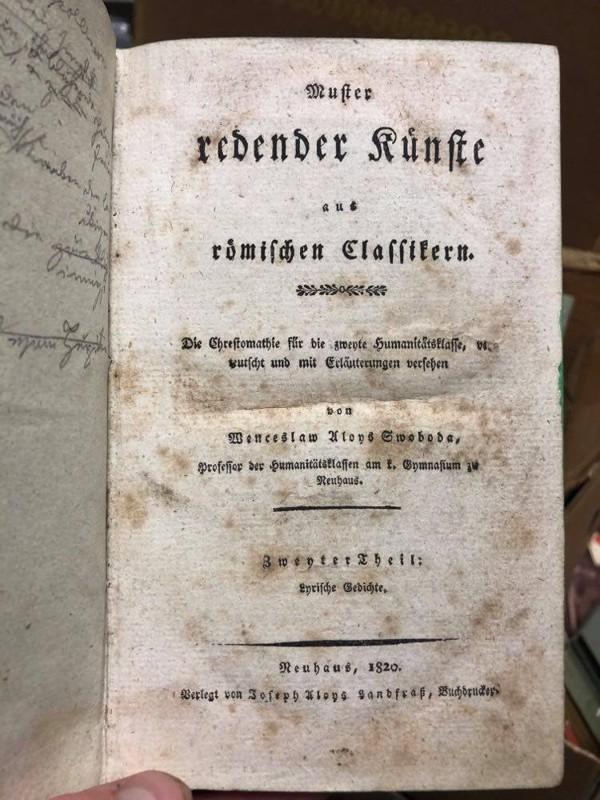 Muster
redender Künste
aus
römischen Classikern.
Die Chrestomathie für die zweyte Humanitätsklasse, ve
eutscht und mit Erläuterungen versehen
von
Wenceslaw Aloys Swoboda,
Professor der Humanitätsklassen am k. Gymnasium zu
Neuhaus.
Zweyter Theil:
Lyrische Gedichte.
Neuhaus, 1820.
Verlegt von Joseph Aloys Landfraß, Buchdrucker.